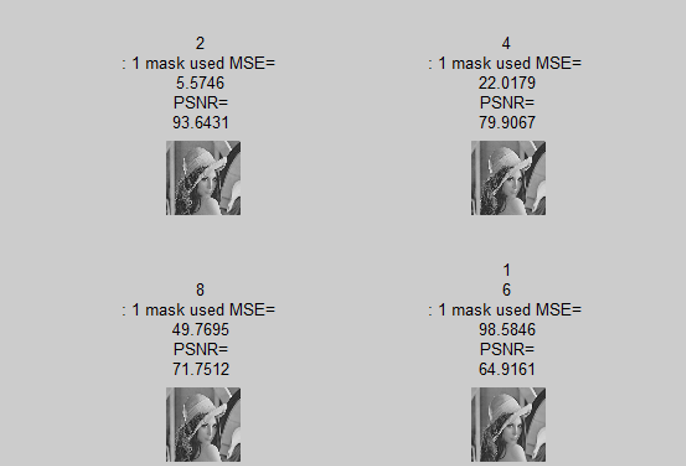 2
: 1 mask used MSE=
5.5746
PSNR=
93.6431
4
: 1 mask used MSE=
22.0179
PSNR=
79.9067
8
: 1 mask used MSE=
49.7695
PSNR=
71.7512
1
6
: 1 mask used MSE=
98.5846
PSNR=
64.9161